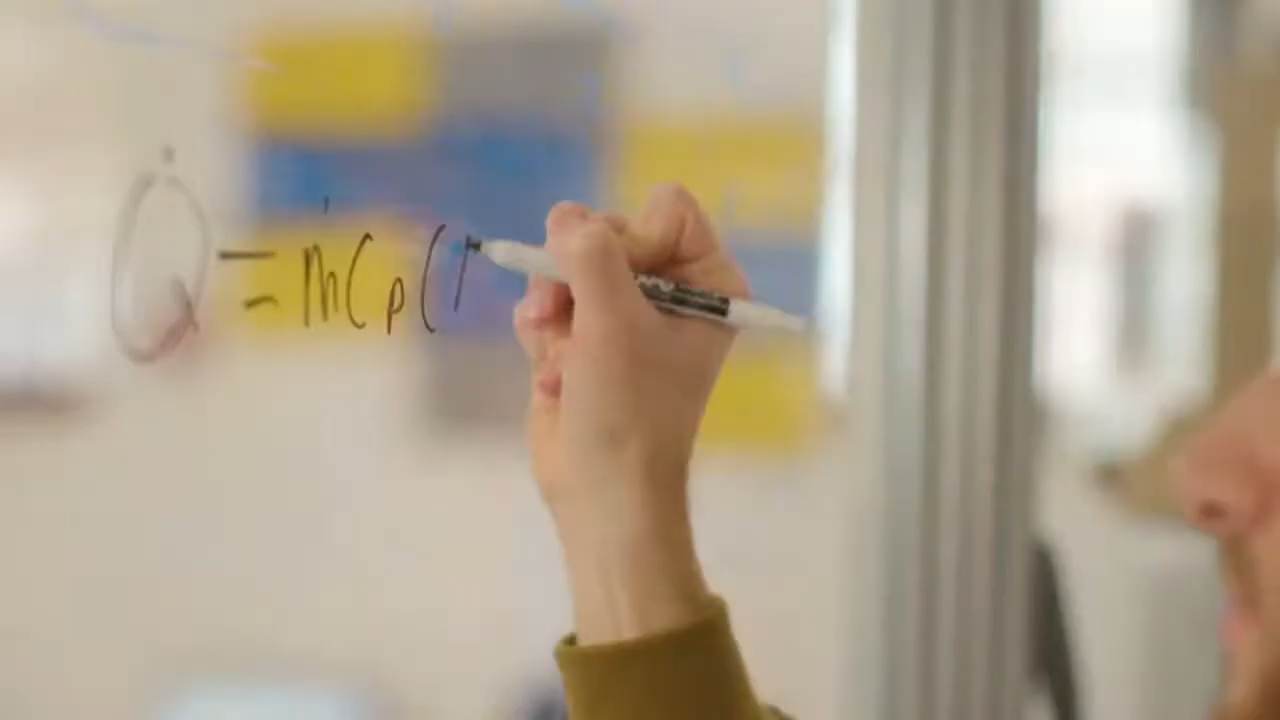 Q̇ = ṁCp(